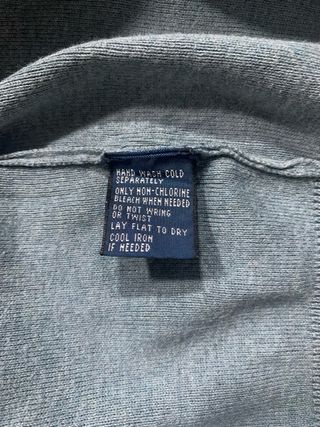 HAND WASH COLD
SEPARATELY
ONLY NON-CHLORINE
BLEACH WHEN NEEDED
DO NOT WRING
OR TWIST
LAY FLAT TO DRY
COOL IRON
IF NEEDED